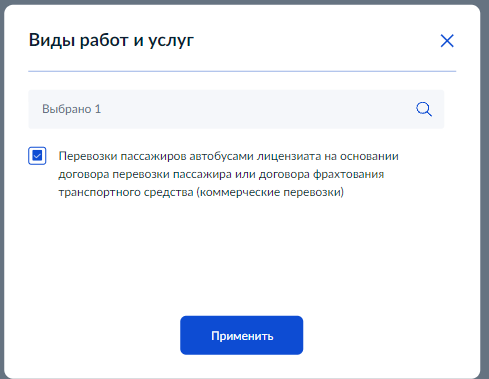 Виды работ и услуг
Выбрано 1
Перевозки пассажиров автобусами лицензиата на основании
договора перевозки пассажира или договора фрахтования
транспортного средства (коммерческие перевозки)
Применить